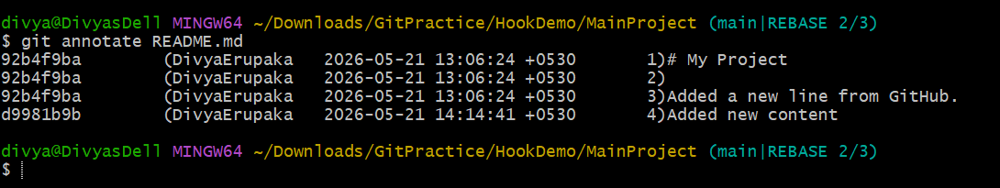 divya@DivyasDell MINGW64 ~/Downloads/GitPractice/HookDemo/MainProject (main|REBASE 2/3)
$ git annotate README.md
92b4f9ba        (DivyaErupaka   2026-05-21 13:06:24 +0530       1)# My Project
92b4f9ba        (DivyaErupaka   2026-05-21 13:06:24 +0530       2)
92b4f9ba        (DivyaErupaka   2026-05-21 13:06:24 +0530       3)Added a new line from GitHub.
d9981b9b        (DivyaErupaka   2026-05-21 14:14:41 +0530       4)Added new content
divya@DivyasDell MINGW64 ~/Downloads/GitPractice/HookDemo/MainProject (main|REBASE 2/3)
$